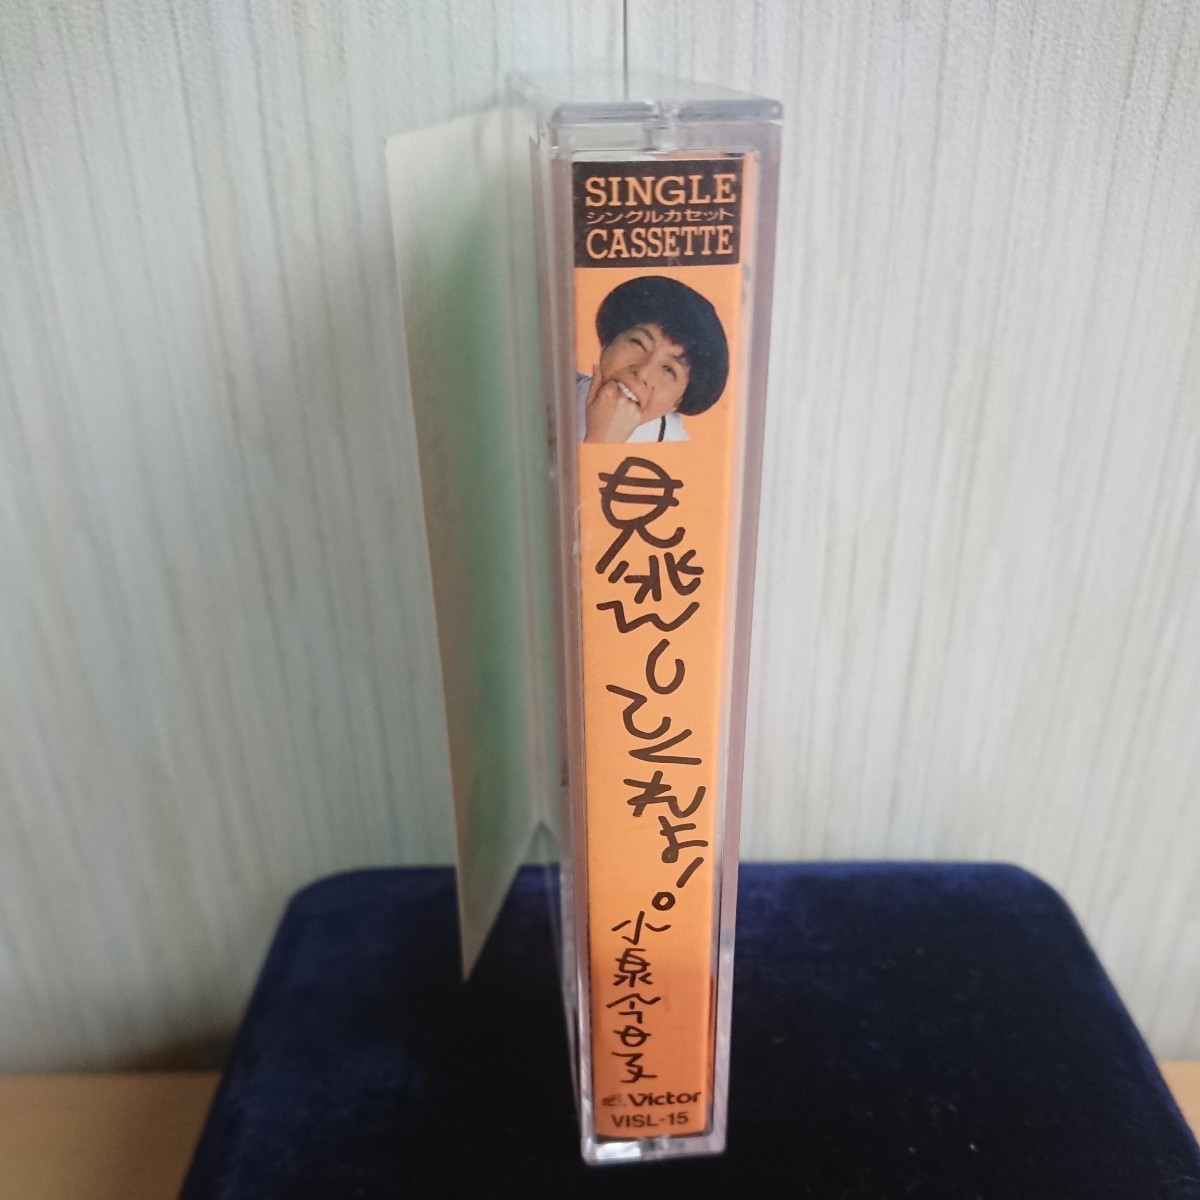 SINGLE
シングルカセット
CASSETTE
見逃してくれよ!。
小泉今日子
Victor
VISL-15